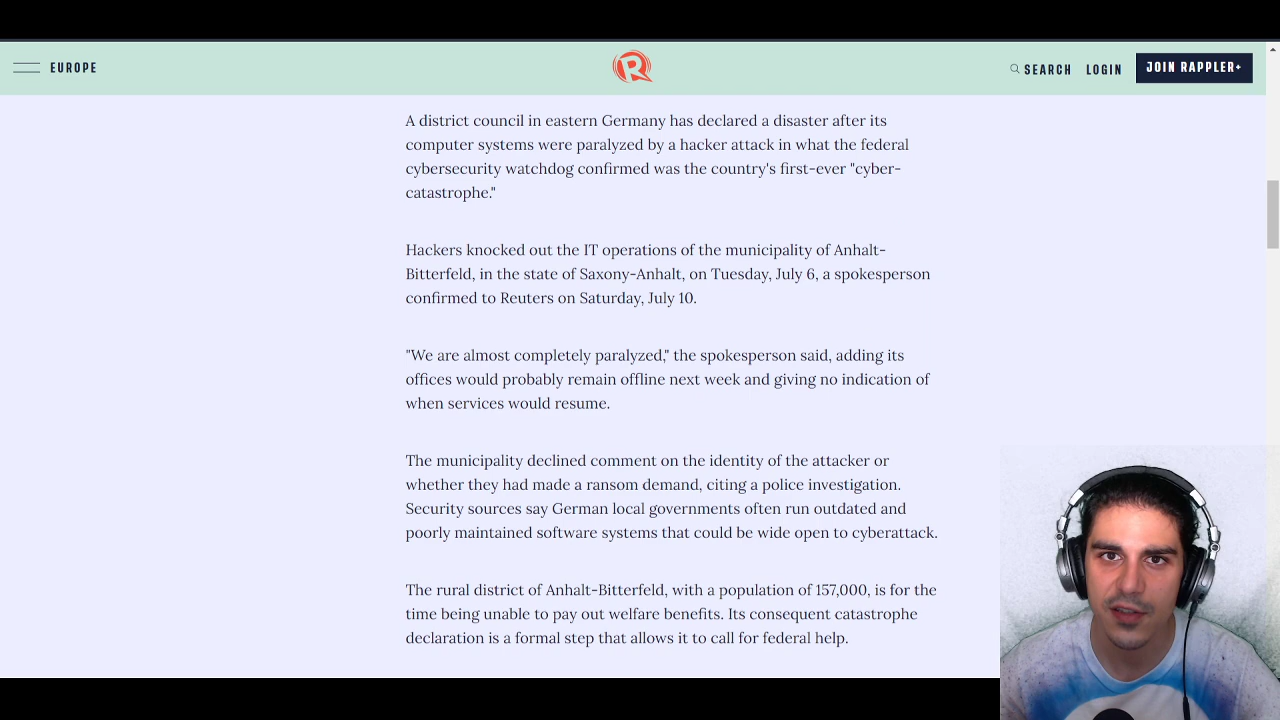 EUROPE
R
SEARCH
LOGIN
JOIN RAPPLER+
A district council in eastern Germany has declared a disaster after its
computer systems were paralyzed by a hacker attack in what the federal
cybersecurity watchdog confirmed was the country's first-ever "cyber-
catastrophe."
Hackers knocked out the IT operations of the municipality of Anhalt-
Bitterfeld, in the state of Saxony-Anhalt, on Tuesday, July 6, a spokesperson
confirmed to Reuters on Saturday, July 10.
"We are almost completely paralyzed," the spokesperson said, adding its
offices would probably remain offline next week and giving no indication of
when services would resume.
The municipality declined comment on the identity of the attacker or
whether they had made a ransom demand, citing a police investigation.
Security sources say German local governments often run outdated and
poorly maintained software systems that could be wide open to cyberattack.
The rural district of Anhalt-Bitterfeld, with a population of 157,000, is for the
time being unable to pay out welfare benefits. Its consequent catastrophe
declaration is a formal step that allows it to call for federal help.